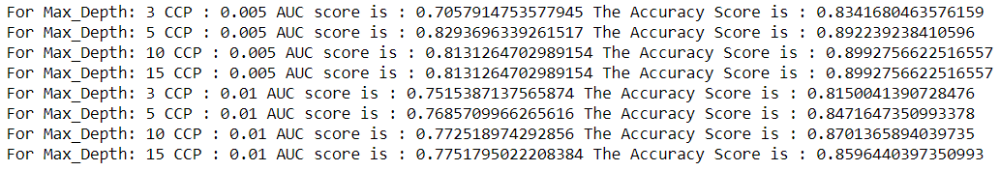 For Max_Depth: 3 CCP : 0.005 AUC score is : 0.7057914753577945 The Accuracy Score is : 0.8341680463576159
For Max_Depth: 5 CCP : 0.005 AUC score is : 0.8293696339261517 The Accuracy Score is : 0.892239238410596
For Max_Depth: 10 CCP : 0.005 AUC score is : 0.8131264702989154 The Accuracy Score is : 0.8992756622516557
For Max_Depth: 15 CCP : 0.005 AUC score is : 0.8131264702989154 The Accuracy Score is : 0.8992756622516557
For Max_Depth: 3 CCP : 0.01 AUC score is : 0.7515387137565874 The Accuracy Score is : 0.8150041390728476
For Max_Depth: 5 CCP : 0.01 AUC score is : 0.7685709966265616 The Accuracy Score is : 0.8471647350993378
For Max_Depth: 10 CCP : 0.01 AUC score is : 0.772518974292856 The Accuracy Score is : 0.8701365894039735
For Max_Depth: 15 CCP : 0.01 AUC score is : 0.7751795022208384 The Accuracy Score is : 0.8596440397350993